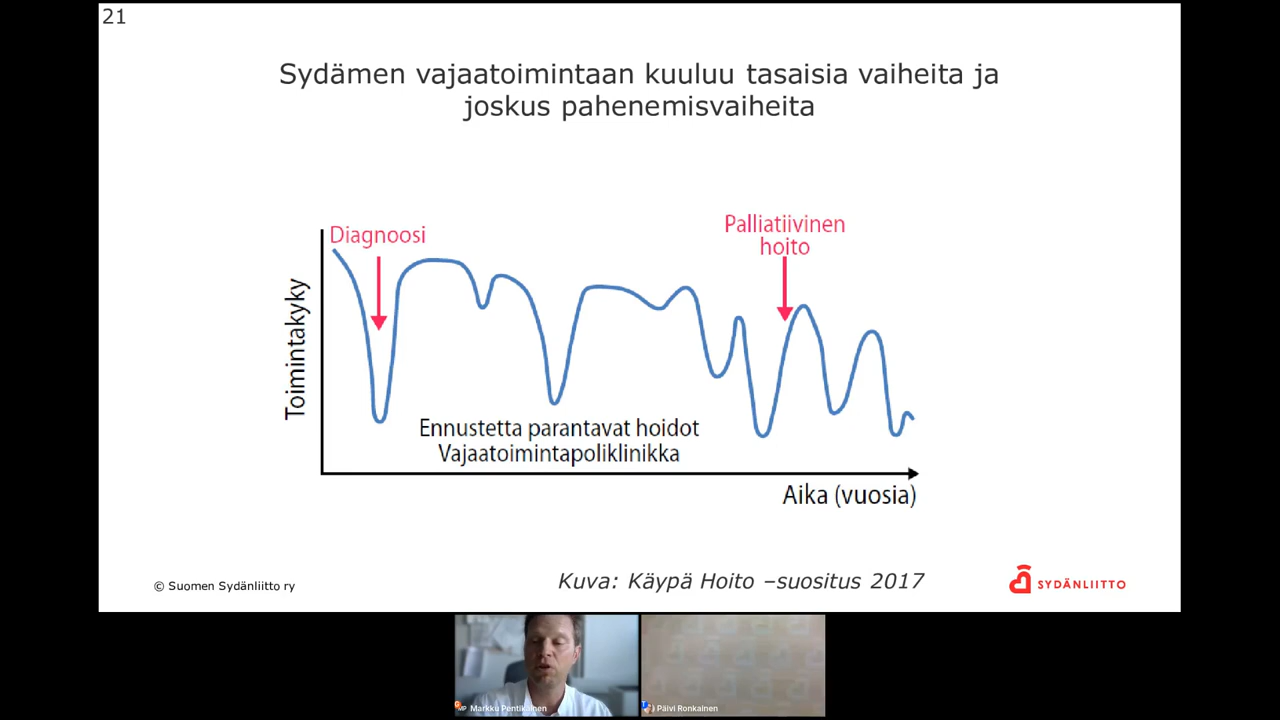 21
Sydämen vajaatoimintaan kuuluu tasaisia vaiheita ja
joskus pahenemisvaiheita
Diagnoosi
Palliatiivinen
hoito
Toimintakyky
Ennustetta parantavat hoidot
Vajaatoimintapoliklinikka
Aika (vuosia)
© Suomen Sydänliitto ry
Kuva: Käypä Hoito –suositus 2017
SYDÄNLIITTO
MP Markku Pentikäinen
Päivi Ronkainen